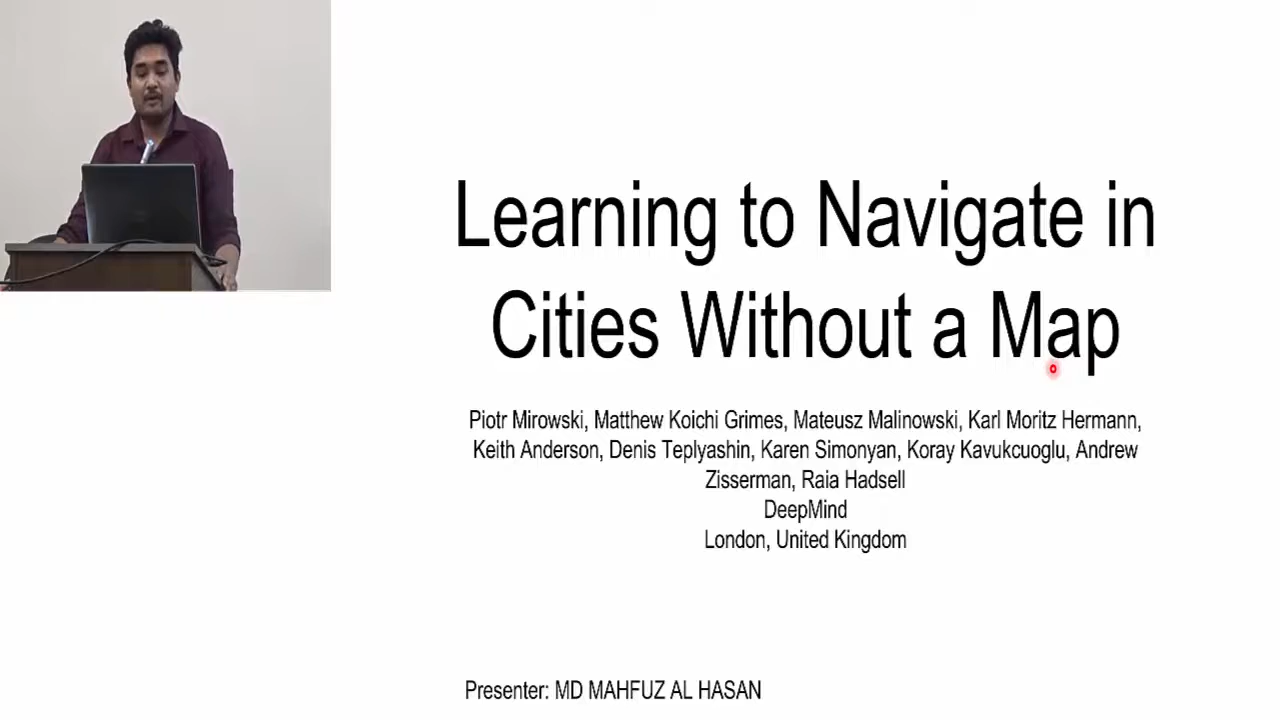 Learning to Navigate in
Cities Without a Map
Piotr Mirowski, Matthew Koichi Grimes, Mateusz Malinowski, Karl Moritz Hermann,
Keith Anderson, Denis Teplyashin, Karen Simonyan, Koray Kavukcuoglu, Andrew
Zisserman, Raia Hadsell
DeepMind
London, United Kingdom
Presenter: MD MAHFUZ AL HASAN